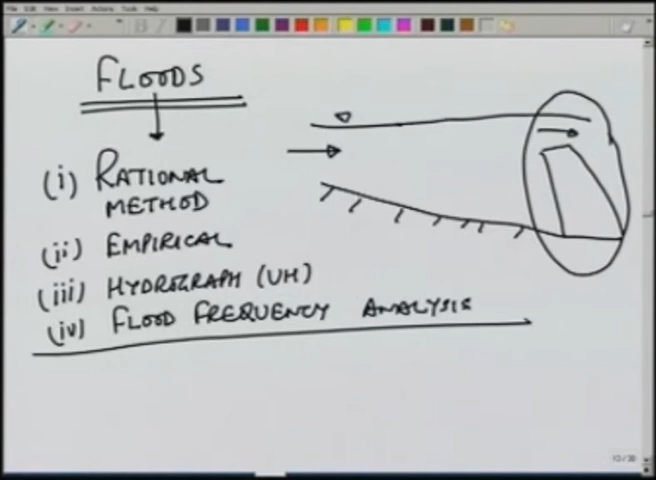 FLOODS
(i) RATIONAL
METHOD
(ii) EMPIRICAL
(iii) HYDROGRAPH (UH)
(iv) FLOOD FREQUENCY ANALYSIS